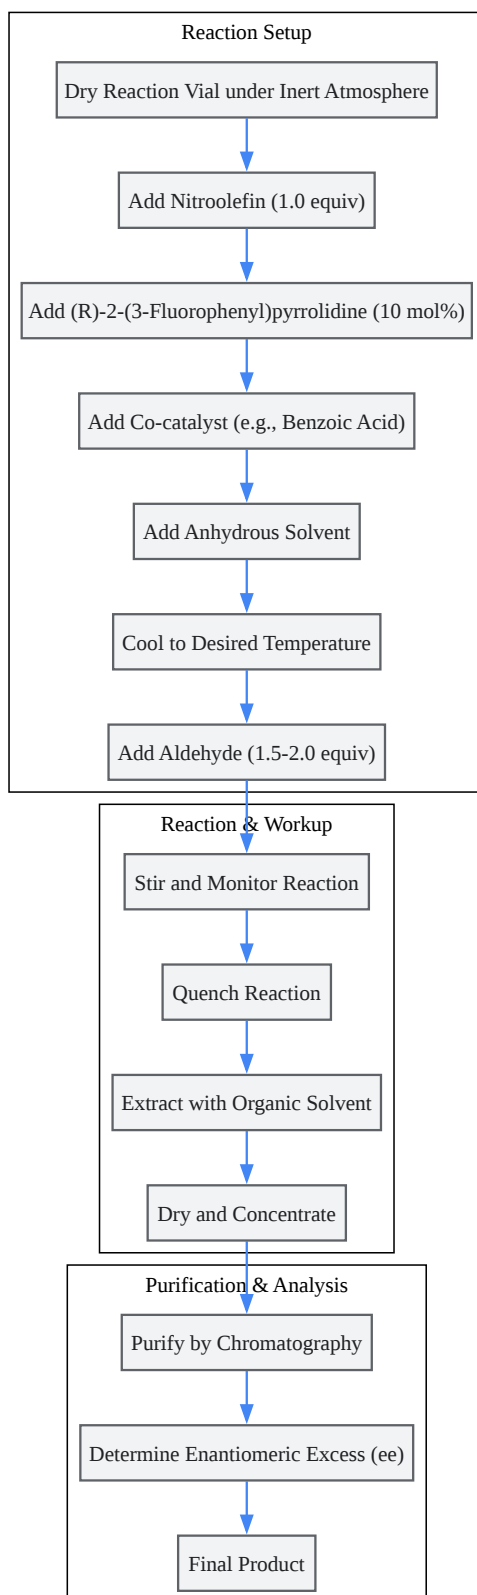 Reaction Setup
Dry Reaction Vial under Inert Atmosphere
Add Nitroolefin (1.0 equiv)
Add (R)-2-(3-Fluorophenyl)pyrrolidine (10 mol%)
Add Co-catalyst (e.g., Benzoic Acid)
Add Anhydrous Solvent
Cool to Desired Temperature
Add Aldehyde (1.5-2.0 equiv)
Reaction & Workup
Stir and Monitor Reaction
Quench Reaction
Extract with Organic Solvent
Dry and Concentrate
Purification & Analysis
Purify by Chromatography
Determine Enantiomeric Excess (ee)
Final Product